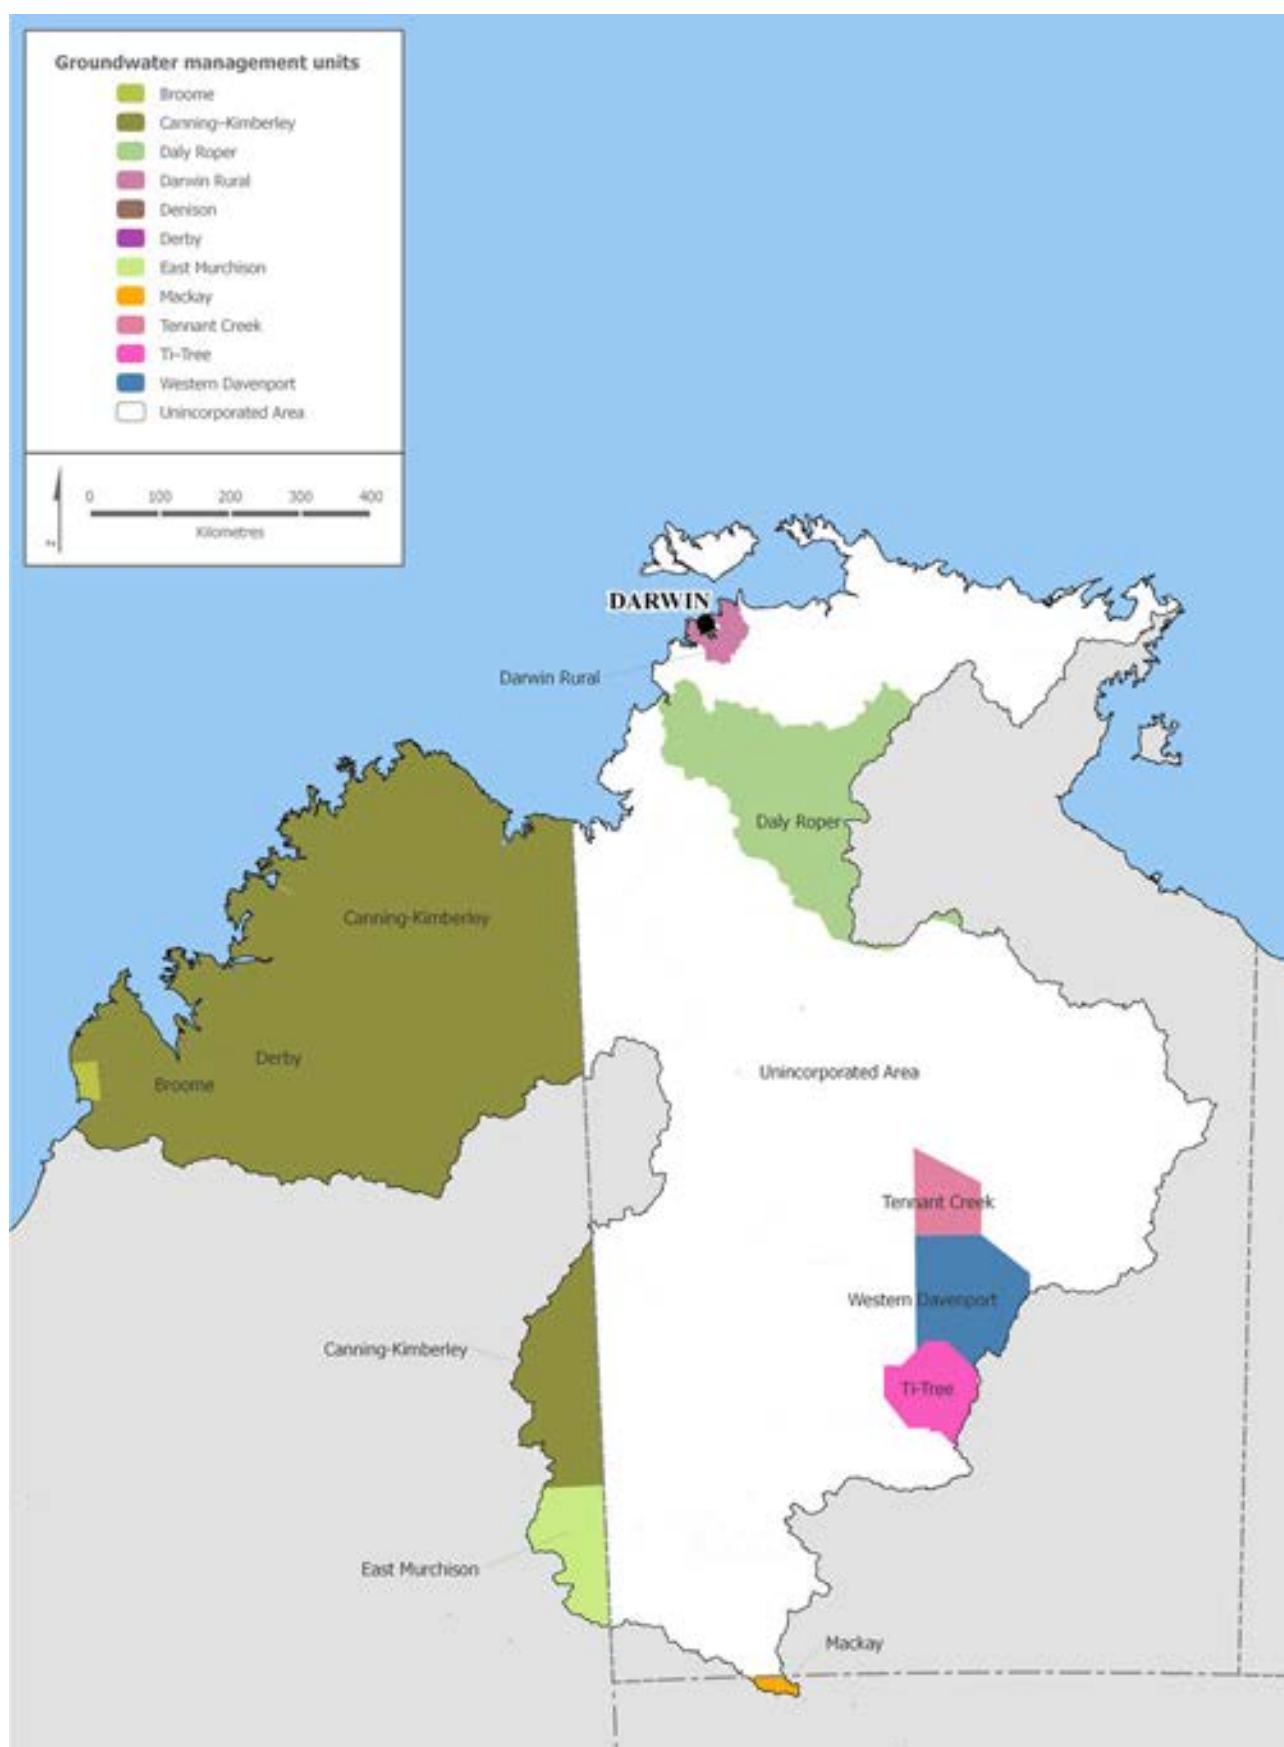 Groundwater management units
Broome
Canning–Kimberley
Daly Roper
Darwin Rural
Denison
Derby
East Murchison
Mackay
Tennant Creek
Ti–Tree
Western Davenport
Unincorporated Area
0 100 200 300 400
Kilometres
N
DARWIN
Darwin Rural
Daly Roper
Canning-Kimberley
Derby
Broome
Unincorporated Area
Tennant Creek
Western Davenport
Canning-Kimberley
Ti-Tree
East Murchison
Mackay